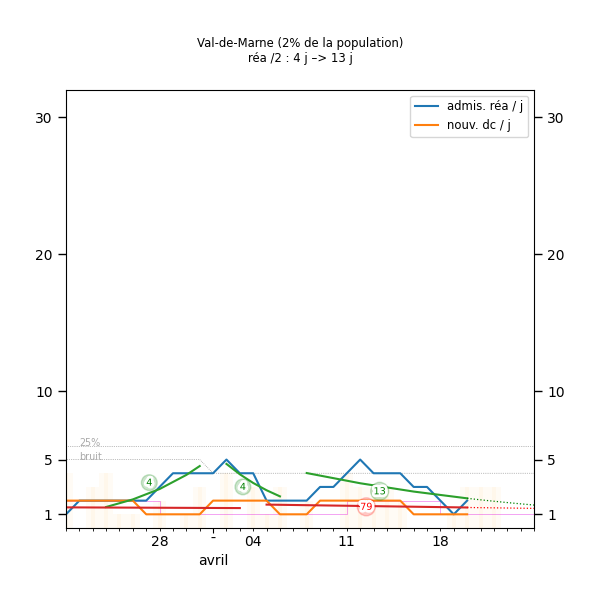 Val-de-Marne (2% de la population)
réa /2 : 4 j –> 13 j
admis. réa / j
nouv. dc / j
30 30
20 20
10 10
25%
bruit
5 5
4
4
13
79
1 1
28 - 04 11 18
avril